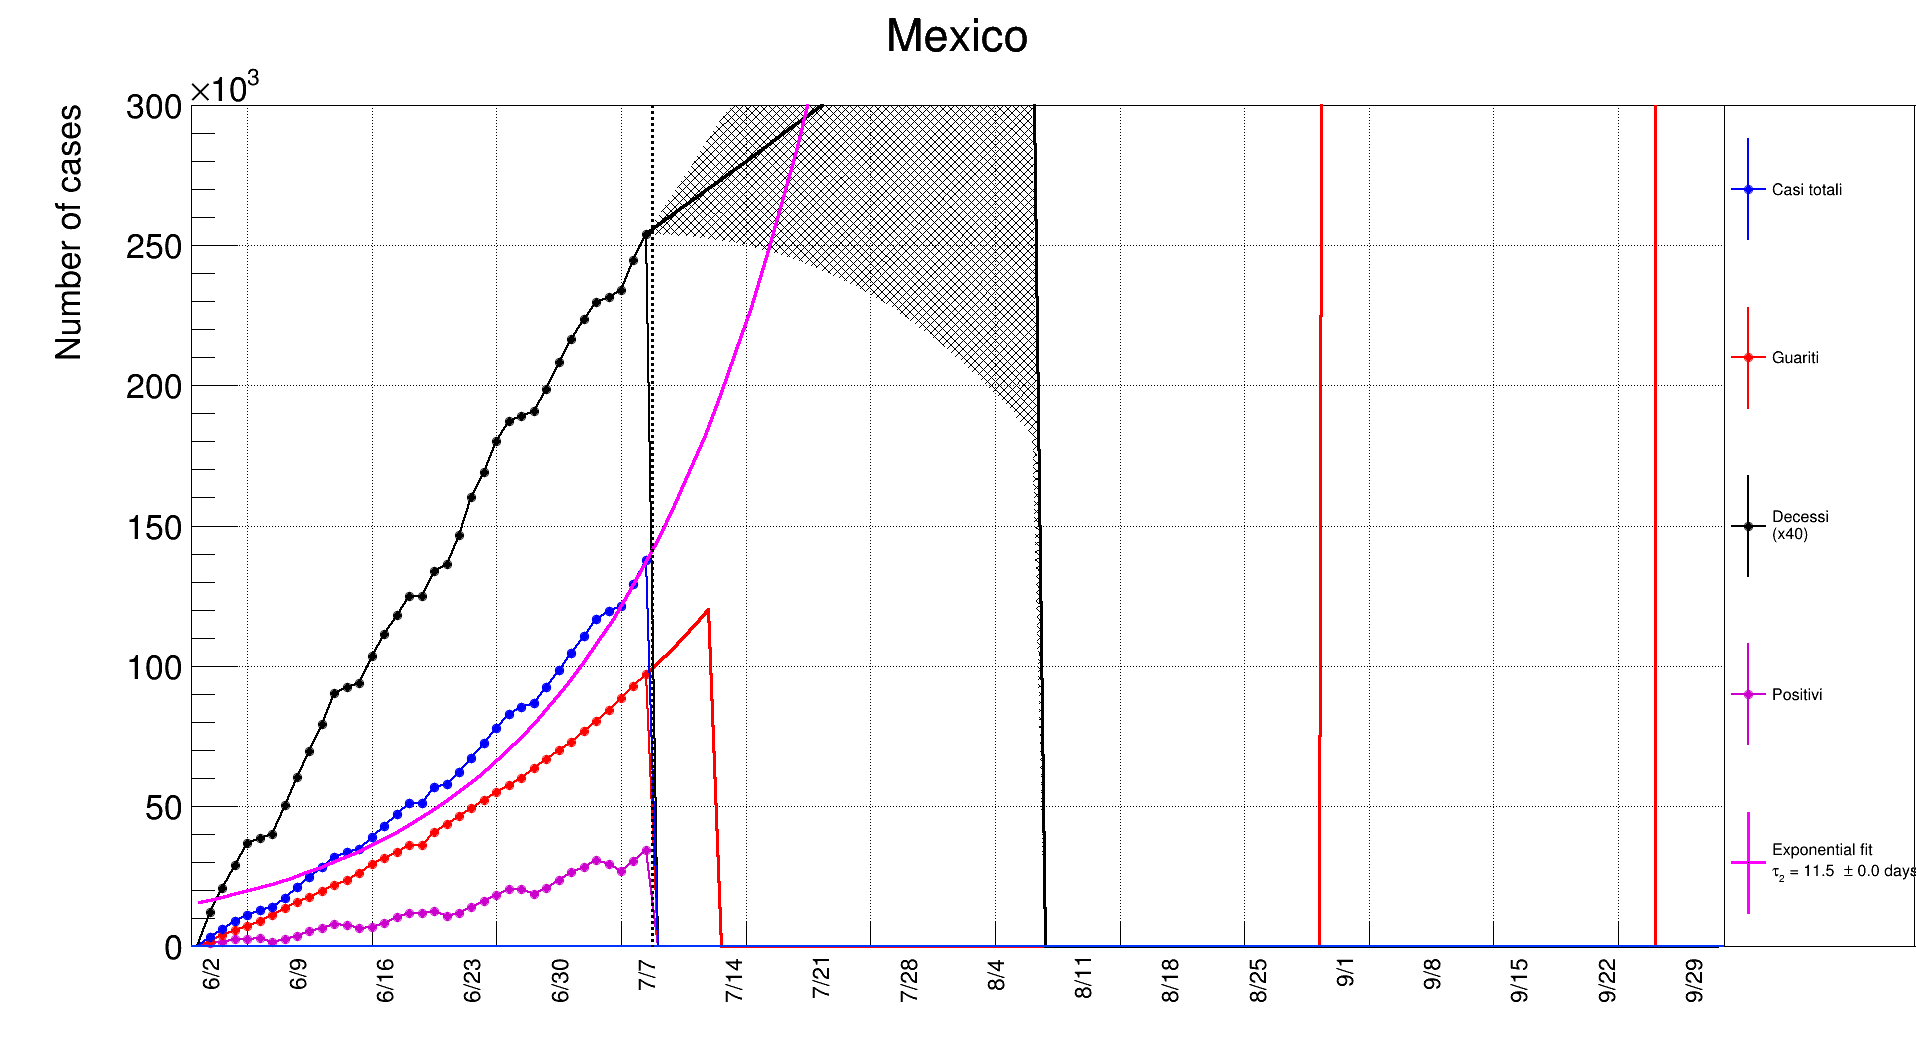 Mexico
×10³
Number of cases
300
250
200
150
100
50
0
6/2
6/9
6/16
6/23
6/30
7/7
7/14
7/21
7/28
8/4
8/11
8/18
8/25
9/1
9/8
9/15
9/22
9/29
Casi totali
Guariti
Decessi
(x40)
Positivi
Exponential fit
τ₂ = 11.5 ± 0.0 days